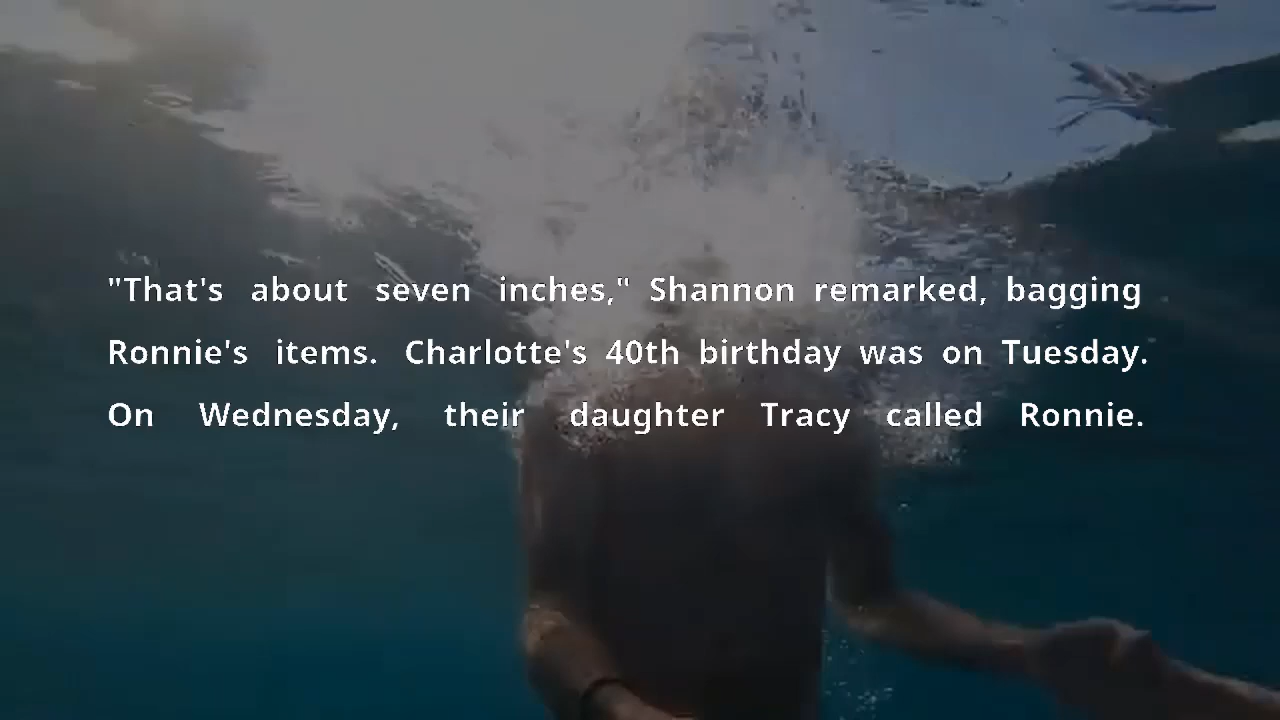 "That's about seven inches," Shannon remarked, bagging
Ronnie's items. Charlotte's 40th birthday was on Tuesday.
On Wednesday, their daughter Tracy called Ronnie.